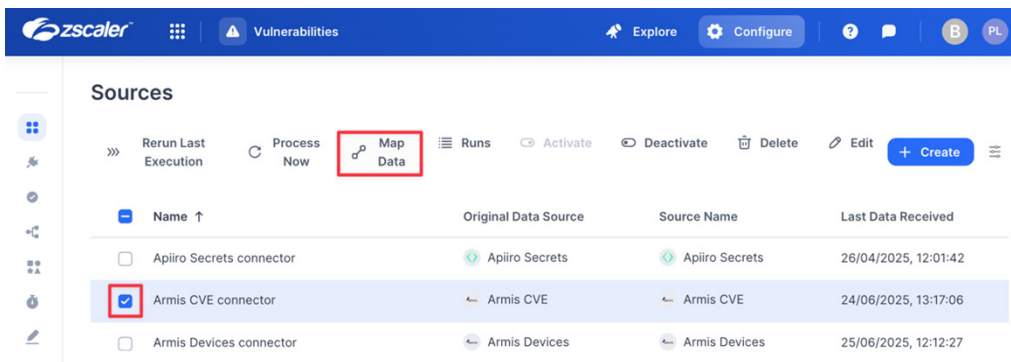 zscaler Vulnerabilities Explore Configure ? B PL
Sources
Rerun Last Execution Process Now Map Data Runs Activate Deactivate Delete Edit + Create
Name ↑ Original Data Source Source Name Last Data Received
Apiiro Secrets connector Apiiro Secrets Apiiro Secrets 26/04/2025, 12:01:42
Armis CVE connector Armis CVE Armis CVE 24/06/2025, 13:17:06
Armis Devices connector Armis Devices Armis Devices 25/06/2025, 12:12:27